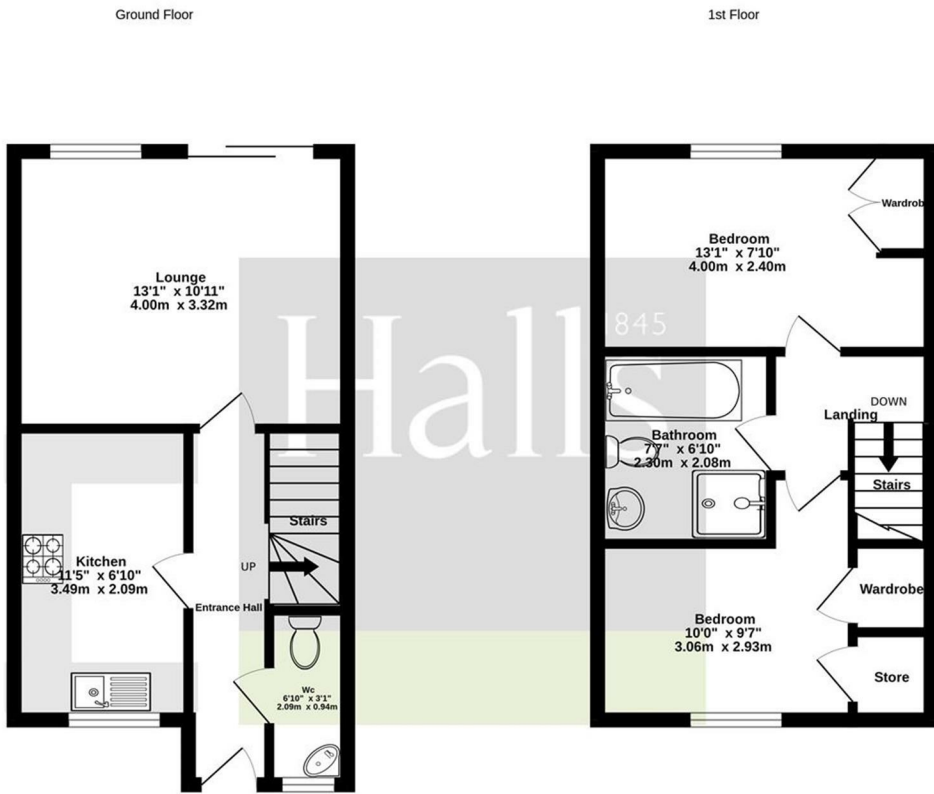 Ground Floor
1st Floor
Lounge
13'1" x 10'11"
4.00m x 3.32m
Kitchen
11'5" x 6'10"
3.49m x 2.09m
Stairs
UP
Entrance Hall
Wc
6'10" x 3'1"
2.09m x 0.94m
Halls
1845
Bedroom
13'1" x 7'10"
4.00m x 2.40m
Wardrob
Bathroom
7'7" x 6'10"
2.30m x 2.08m
DOWN
Landing
Stairs
Bedroom
10'0" x 9'7"
3.06m x 2.93m
Wardrobe
Store